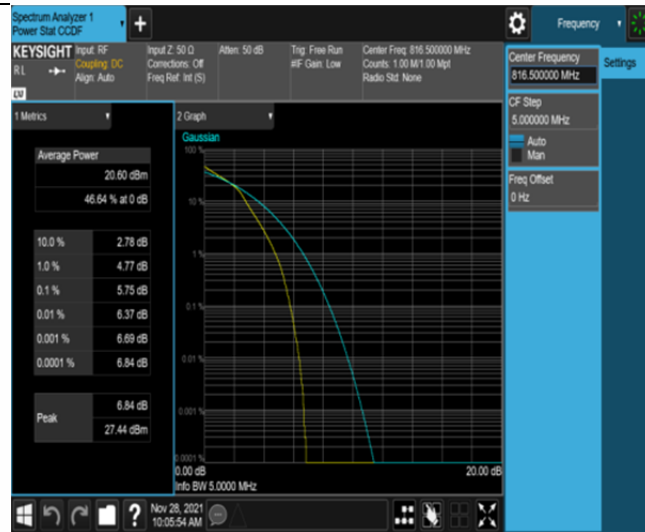 Spectrum Analyzer 1
Power Stat CCDF
+
Frequency
KEYSIGHT
Input: RF
Input Z: 50 Ω
Atten: 50 dB
Trig: Free Run
Center Freq: 816.500000 MHz
RL
Coupling: DC
Corrections: Off
#IF Gain: Low
Counts: 1.00 M/1.00 Mpt
Align: Auto
Freq Ref: Int (S)
Radio Std: None
1 Metrics
Average Power
20.60 dBm
46.64 % at 0 dB
10.0 %
2.78 dB
1.0 %
4.77 dB
0.1 %
5.75 dB
0.01 %
6.37 dB
0.001 %
6.69 dB
0.0001 %
6.84 dB
Peak
6.84 dB
27.44 dBm
2 Graph
Gaussian
100 %
10 %
1 %
0.1 %
0.01 %
0.001 %
0.0001 %
0.00 dB
20.00 dB
Info BW 5.0000 MHz
Center Frequency
816.500000 MHz
Settings
CF Step
5.000000 MHz
Auto
Man
Freq Offset
0 Hz
?
Nov 28, 2021
10:05:54 AM